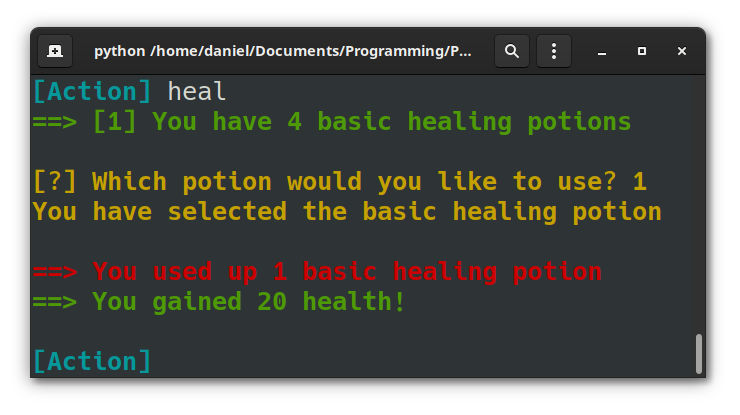 python /home/daniel/Documents/Programming/P...
[Action] heal
==> [1] You have 4 basic healing potions
[?] Which potion would you like to use? 1
You have selected the basic healing potion
==> You used up 1 basic healing potion
==> You gained 20 health!
[Action]